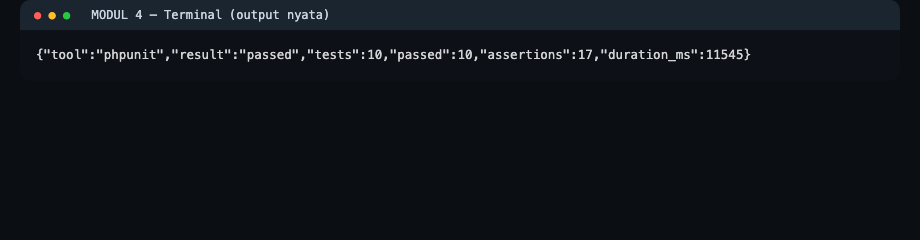 MODUL 4 — Terminal (output nyata)
{"tool":"phpunit","result":"passed","tests":10,"passed":10,"assertions":17,"duration_ms":11545}